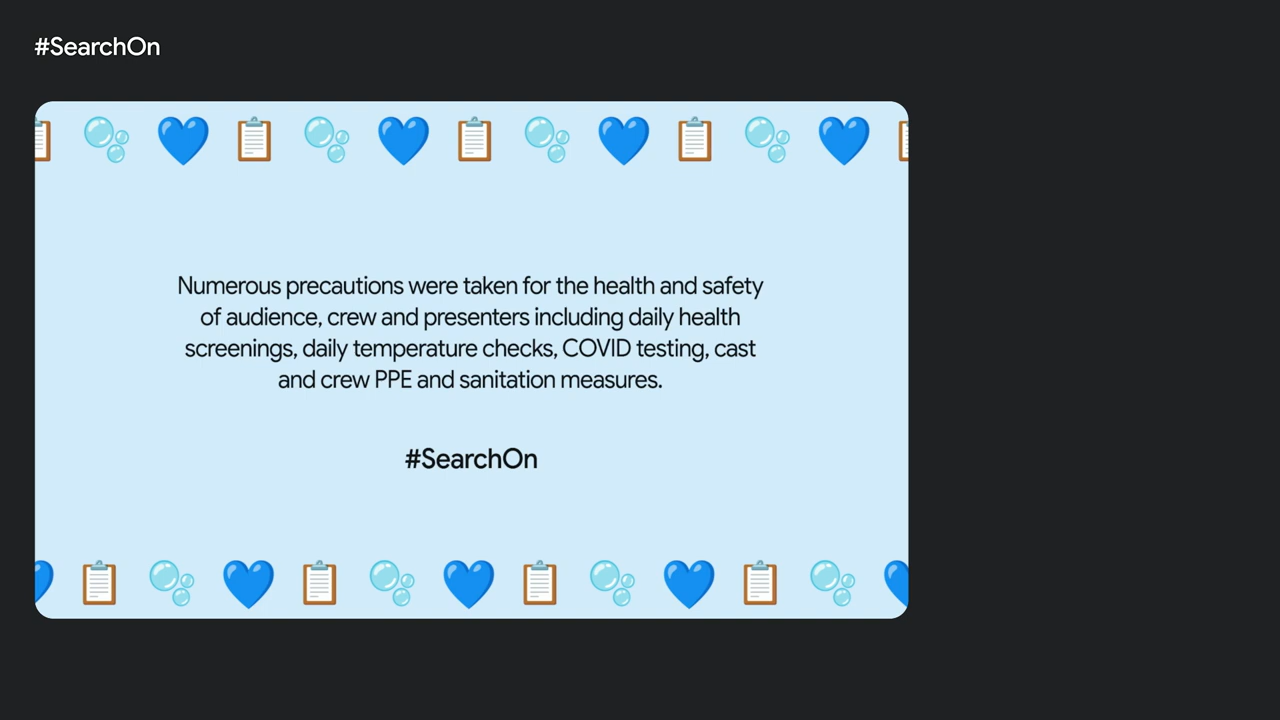 #SearchOn
Numerous precautions were taken for the health and safety
of audience, crew and presenters including daily health
screenings, daily temperature checks, COVID testing, cast
and crew PPE and sanitation measures.
#SearchOn